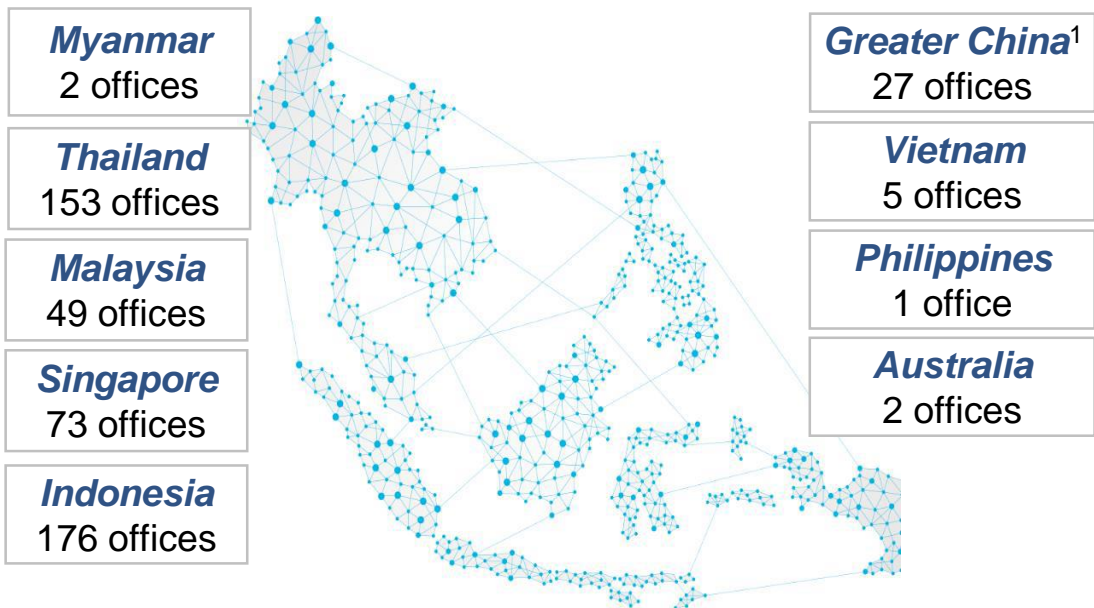 Myanmar
2 offices
Thailand
153 offices
Malaysia
49 offices
Singapore
73 offices
Indonesia
176 offices
Greater China¹
27 offices
Vietnam
5 offices
Philippines
1 office
Australia
2 offices